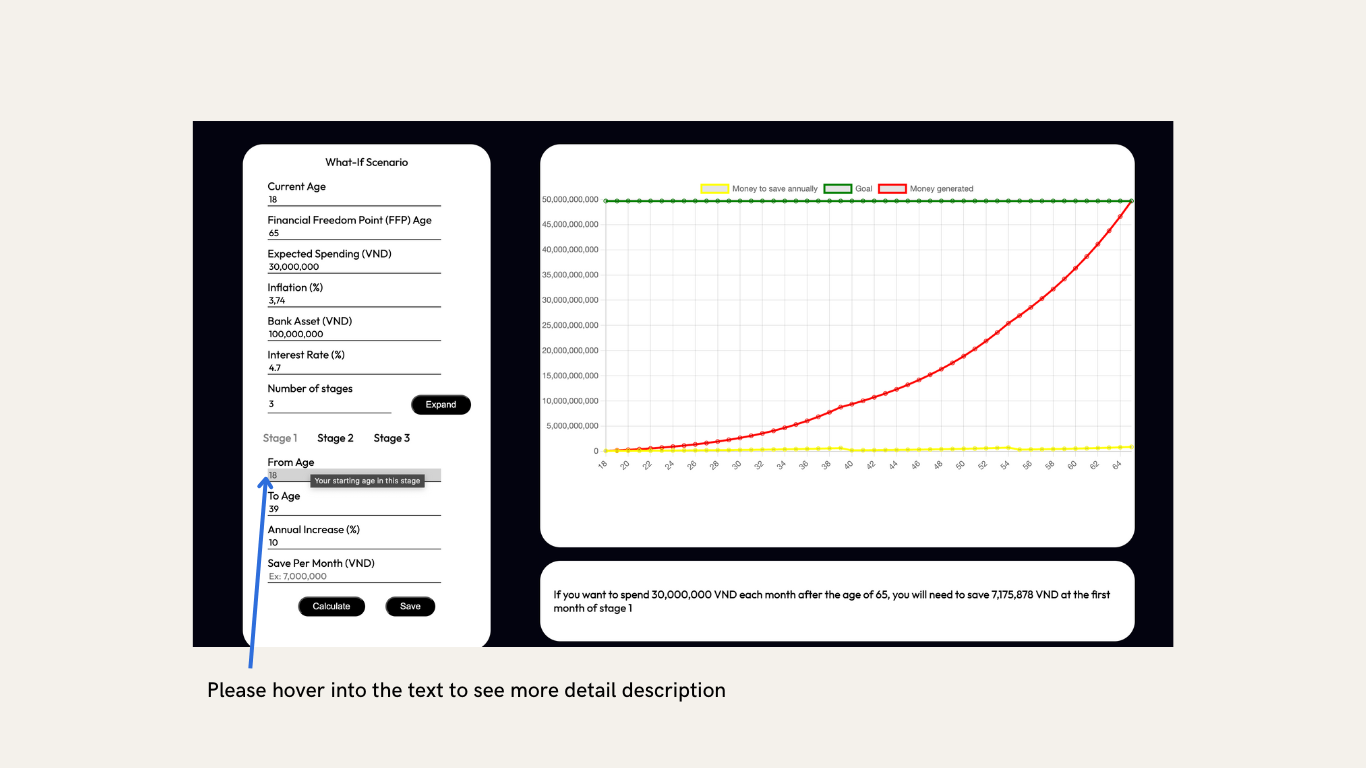 What-If Scenario
Current Age
18
Financial Freedom Point (FFP) Age
65
Expected Spending (VND)
30,000,000
Inflation (%)
3,74
Bank Asset (VND)
100,000,000
Interest Rate (%)
4.7
Number of stages
3
Expand
Stage 1 Stage 2 Stage 3
From Age
18
Your starting age in this stage
To Age
39
Annual Increase (%)
10
Save Per Month (VND)
Ex: 7,000,000
Calculate Save
Money to save annually Goal Money generated
50,000,000,000
45,000,000,000
40,000,000,000
35,000,000,000
30,000,000,000
25,000,000,000
20,000,000,000
15,000,000,000
10,000,000,000
5,000,000,000
0
18 20 22 24 26 28 30 32 34 36 38 40 42 44 46 48 50 52 54 56 58 60 62 64
If you want to spend 30,000,000 VND each month after the age of 65, you will need to save 7,175,878 VND at the first
month of stage 1
Please hover into the text to see more detail description